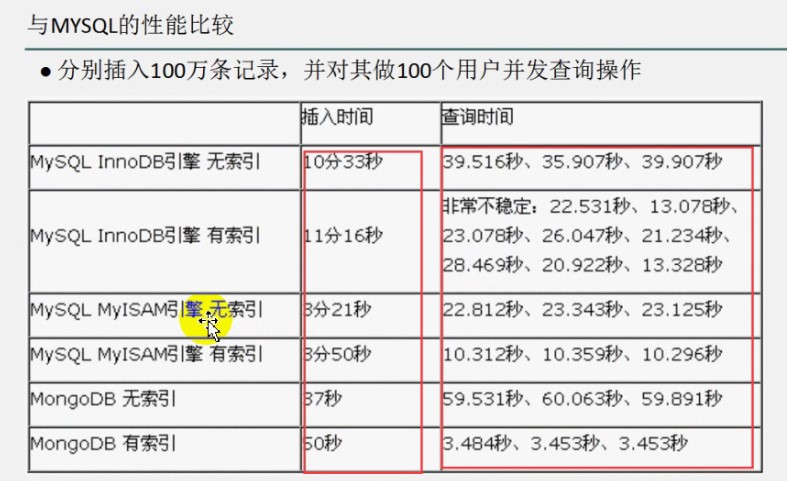 与MYSQL的性能比较
● 分别插入100万条记录，并对其做100个用户并发查询操作
插入时间 查询时间
MySQL InnoDB引擎 无索引 10分33秒 39.516秒、35.907秒、39.907秒
非常不稳定：22.531秒、13.078秒、
MySQL InnoDB引擎 有索引 11分16秒 23.078秒、26.047秒、21.234秒、
28.469秒、20.922秒、13.328秒
MySQL MyISAM引擎 无索引 3分21秒 22.812秒、23.343秒、23.125秒
MySQL MyISAM引擎 有索引 3分50秒 10.312秒、10.359秒、10.296秒
MongoDB 无索引 37秒 59.531秒、60.063秒、59.891秒
MongoDB 有索引 50秒 3.484秒、3.453秒、3.453秒